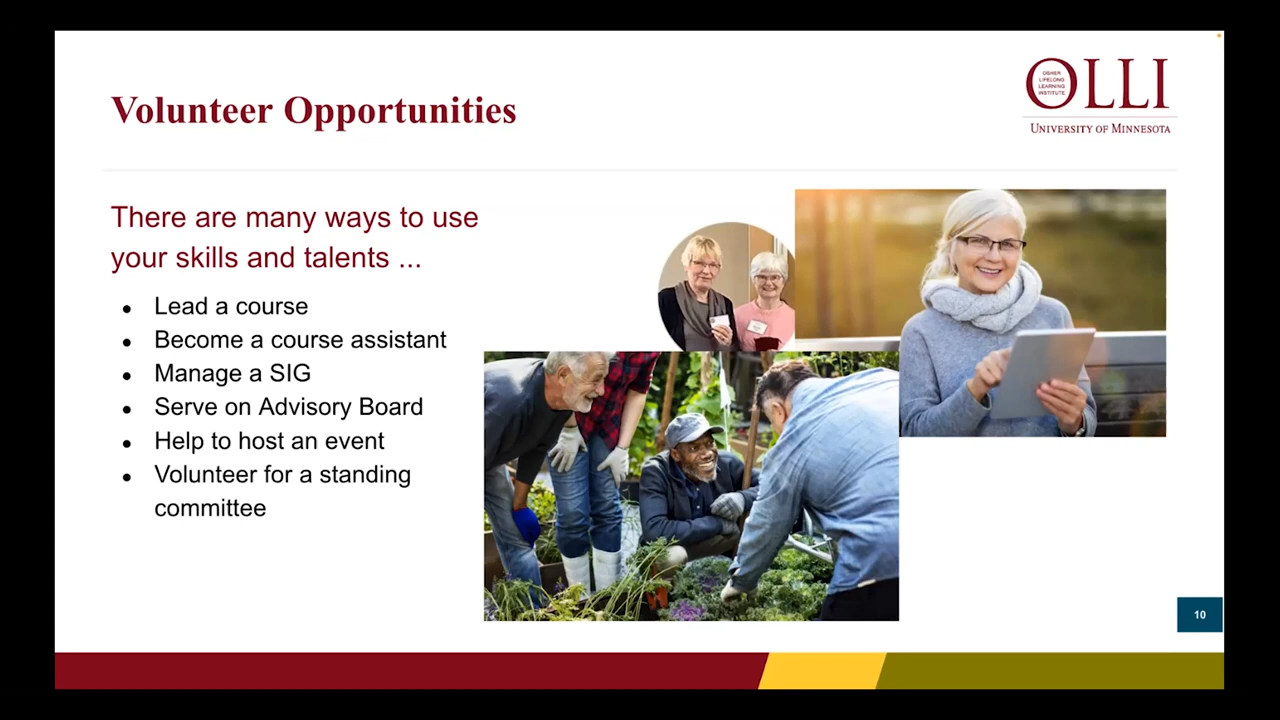 Volunteer Opportunities
OLLI
OSHER
LIFELONG
LEARNING
INSTITUTE
UNIVERSITY OF MINNESOTA
There are many ways to use
your skills and talents ...
● Lead a course
● Become a course assistant
● Manage a SIG
● Serve on Advisory Board
● Help to host an event
● Volunteer for a standing
committee
10